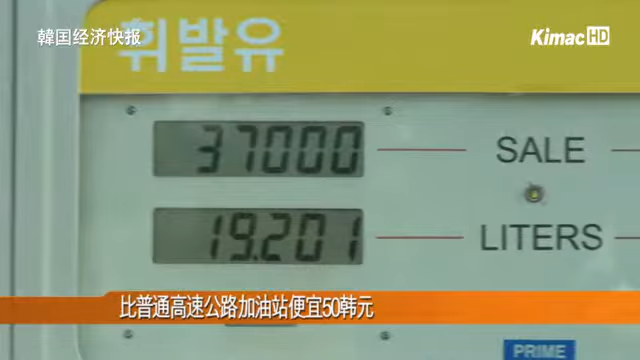 韓国经济快报
Kimac HD
휘발유
37000
SALE
19.201
LITERS
比普通高速公路加油站便宜50韩元
PRIME